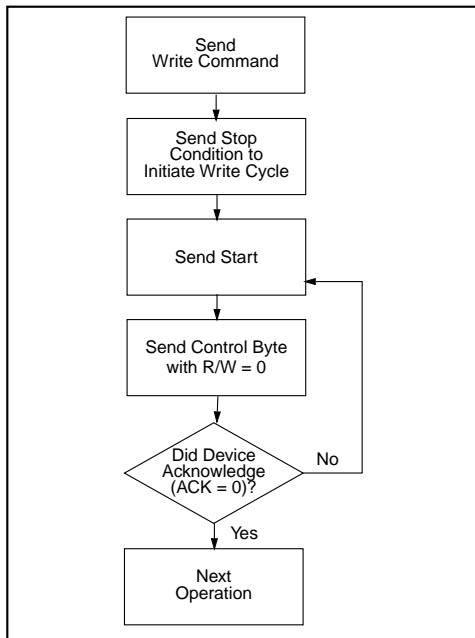 Send
Write Command
Send Stop
Condition to
Initiate Write Cycle
Send Start
Send Control Byte
with R/W = 0
Did Device
Acknowledge
(ACK = 0)?
No
Yes
Next
Operation